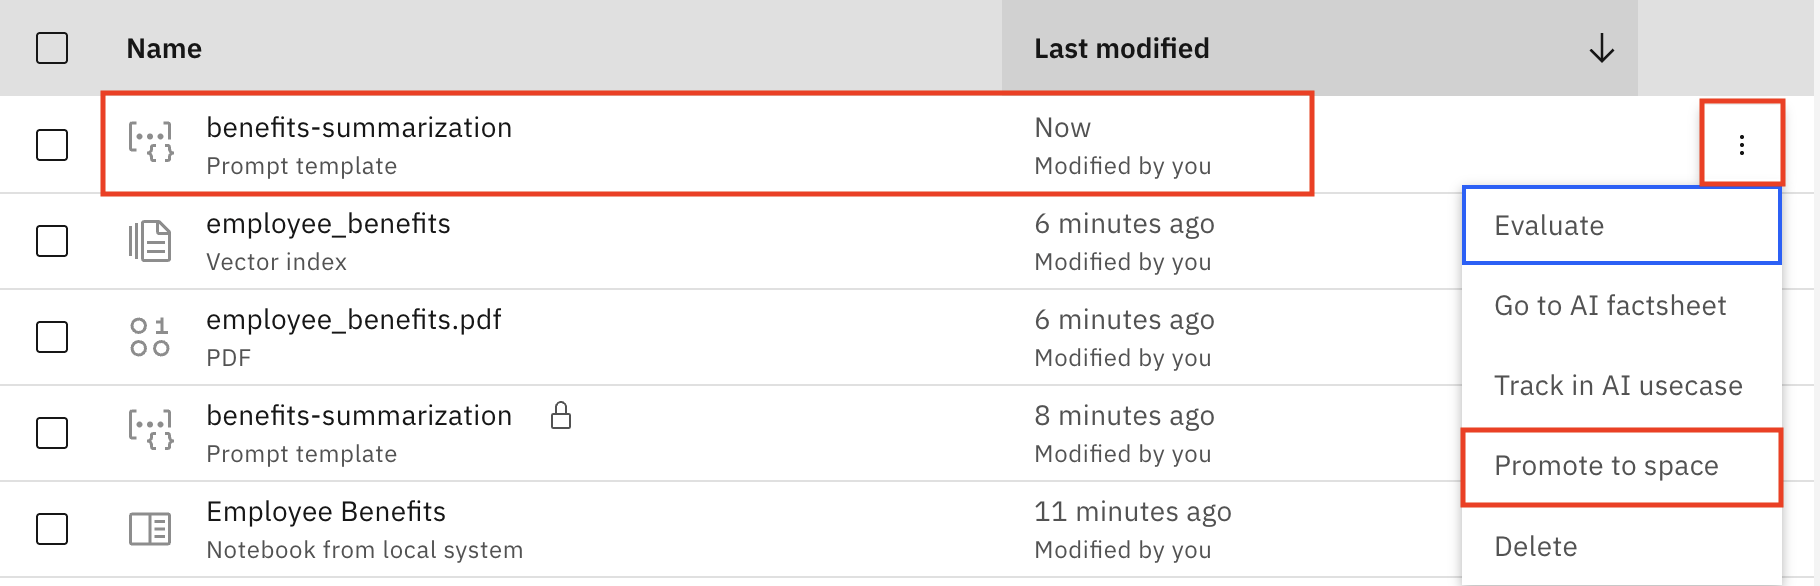 Name Last modified
benefits-summarization Now
Prompt template Modified by you
employee_benefits 6 minutes ago
Vector index Modified by you
employee_benefits.pdf 6 minutes ago
PDF Modified by you
benefits-summarization 8 minutes ago
Prompt template Modified by you
Employee Benefits 11 minutes ago
Notebook from local system Modified by you
Evaluate
Go to AI factsheet
Track in AI usecase
Promote to space
Delete